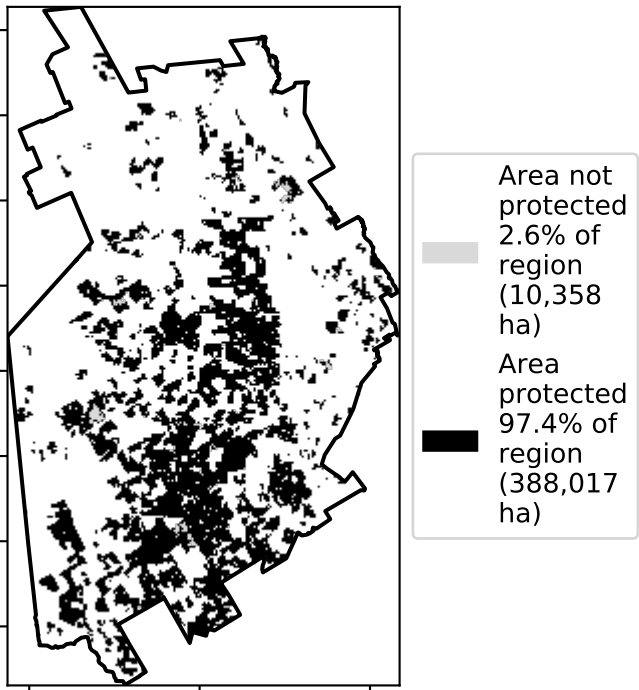 Area not
protected
2.6% of
region
(10,358
ha)
Area
protected
97.4% of
region
(388,017
ha)